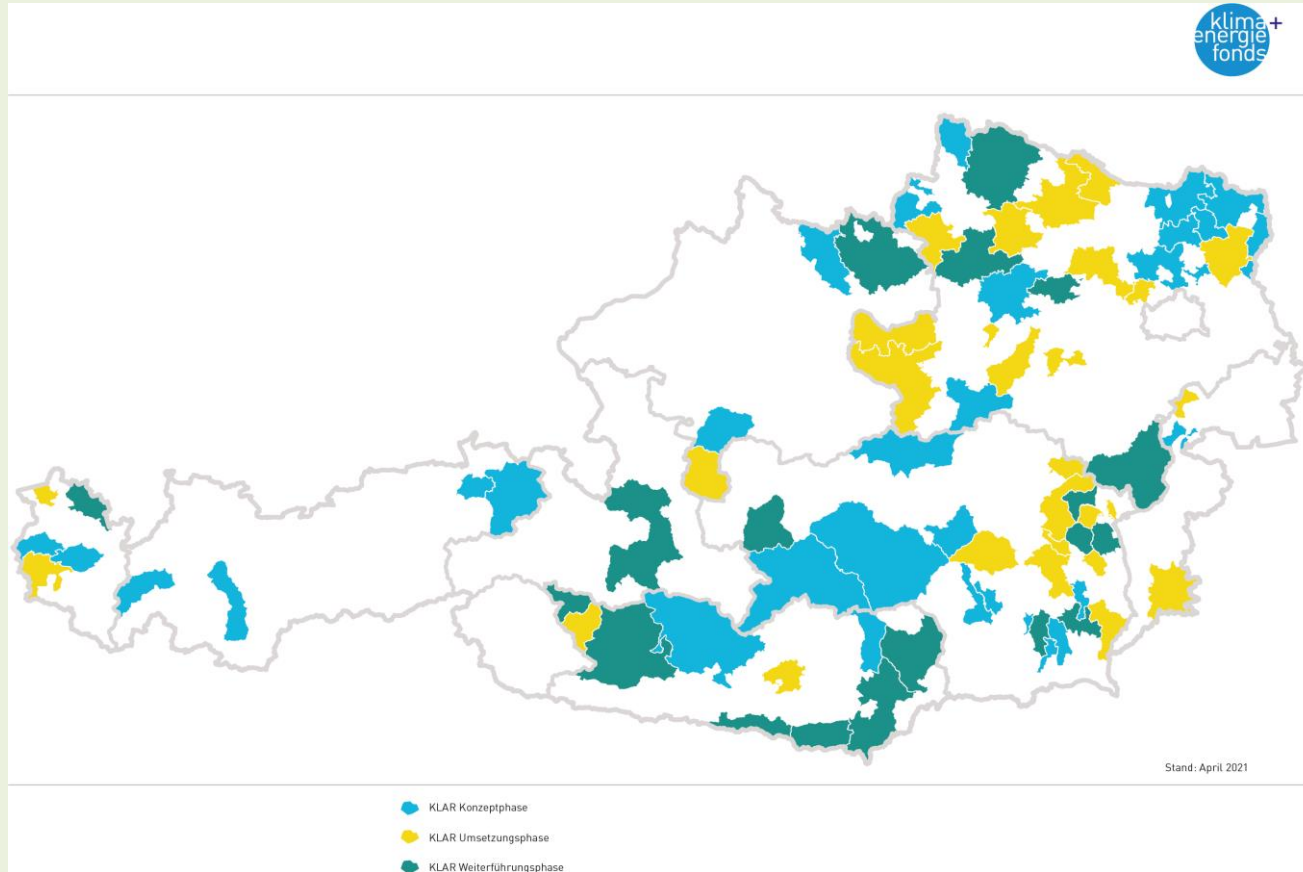 klima+
energie
fonds
Stand: April 2021
KLAR Konzeptphase
KLAR Umsetzungsphase
KLAR Weiterführungsphase